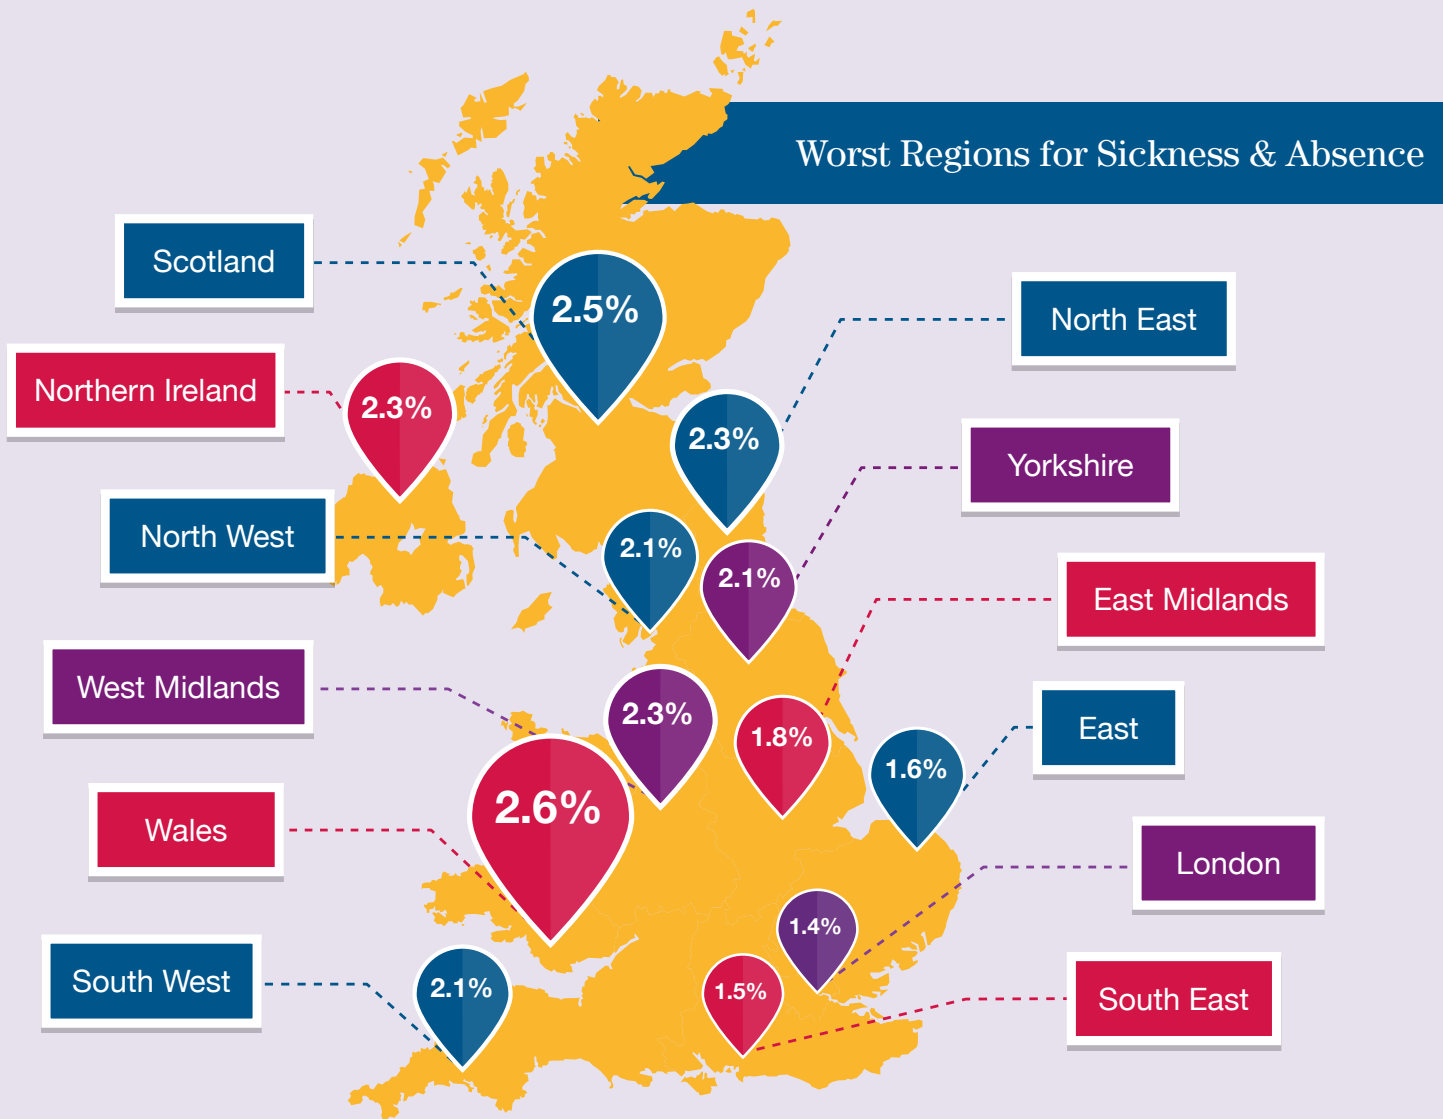 Worst Regions for Sickness & Absence
Scotland
2.5%
North East
Northern Ireland
2.3%
2.3%
Yorkshire
North West
2.1%
2.1%
East Midlands
West Midlands
2.3%
1.8%
East
1.6%
Wales
2.6%
London
1.4%
South West
2.1%
1.5%
South East